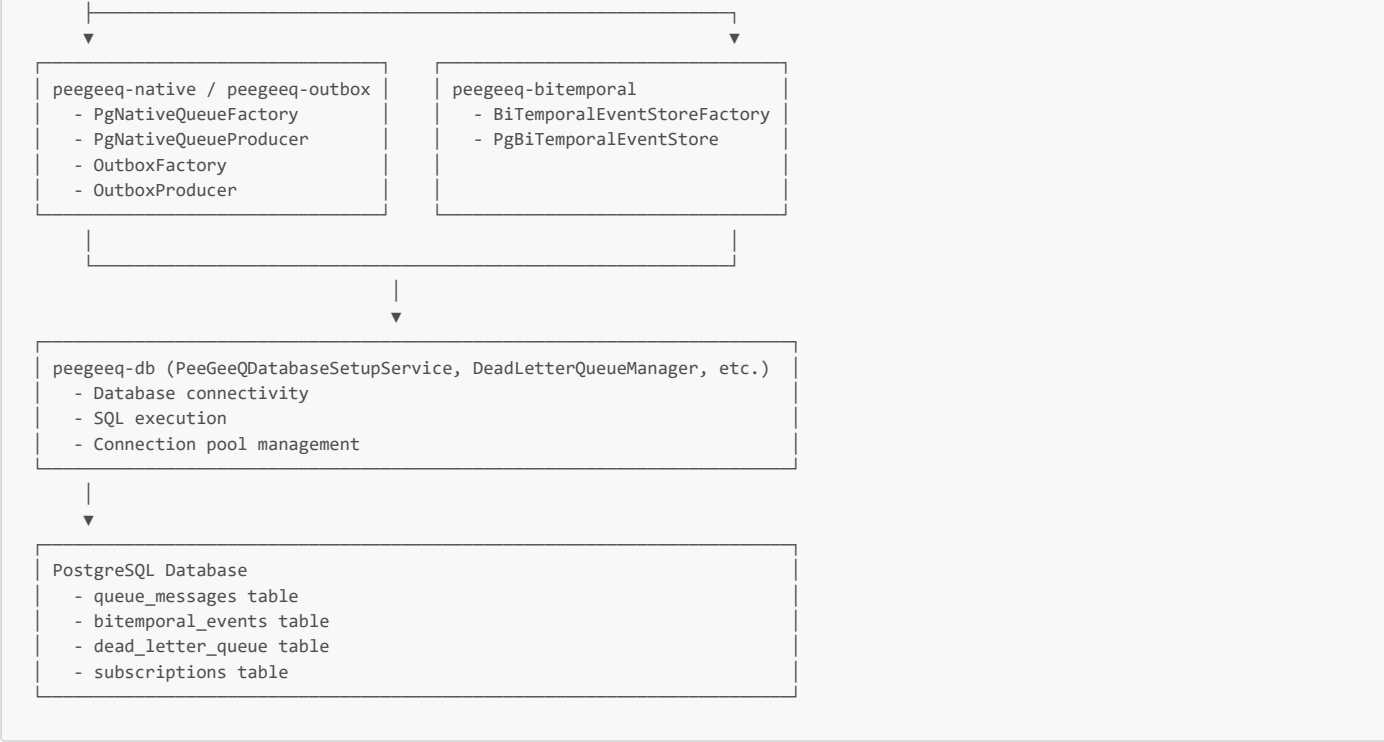 peegeeq-native / peegeeq-outbox peegeeq-bitemporal
- PgNativeQueueFactory - BiTemporalEventStoreFactory
- PgNativeQueueProducer - PgBiTemporalEventStore
- OutboxFactory
- OutboxProducer
peegeeq-db (PeeGeeQDatabaseSetupService, DeadLetterQueueManager, etc.)
- Database connectivity
- SQL execution
- Connection pool management
PostgreSQL Database
- queue_messages table
- bitemporal_events table
- dead_letter_queue table
- subscriptions table